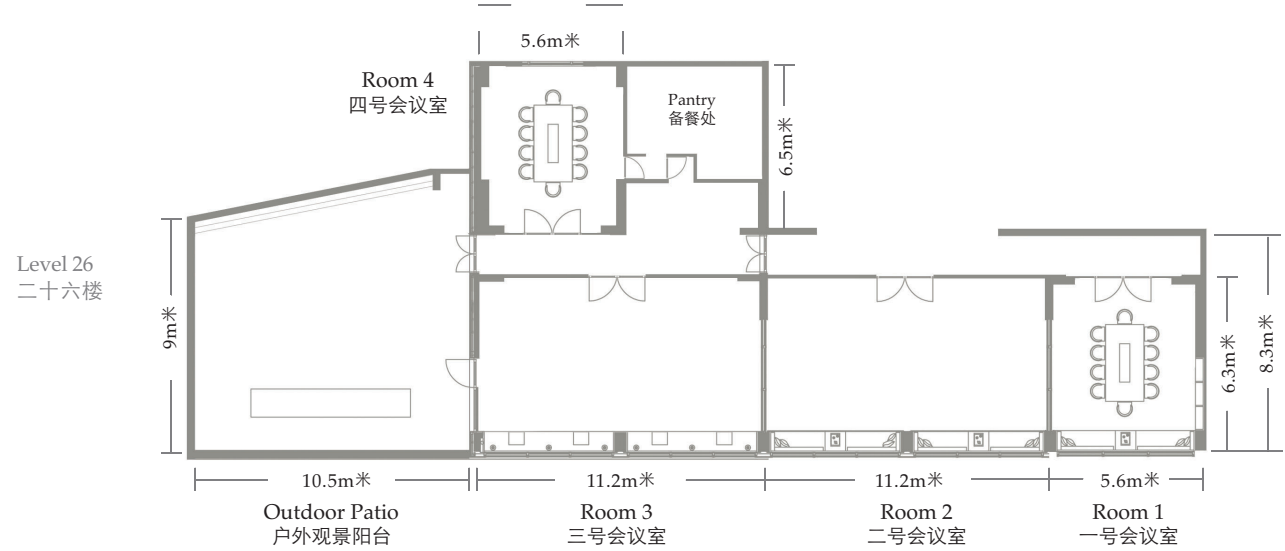 5.6m米
Room 4
四号会议室
Pantry
备餐处
6.5m米
Level 26
二十六楼
9m米
6.3m米
8.3m米
10.5m米
11.2m米
11.2m米
5.6m米
Outdoor Patio
户外观景阳台
Room 3
三号会议室
Room 2
二号会议室
Room 1
一号会议室